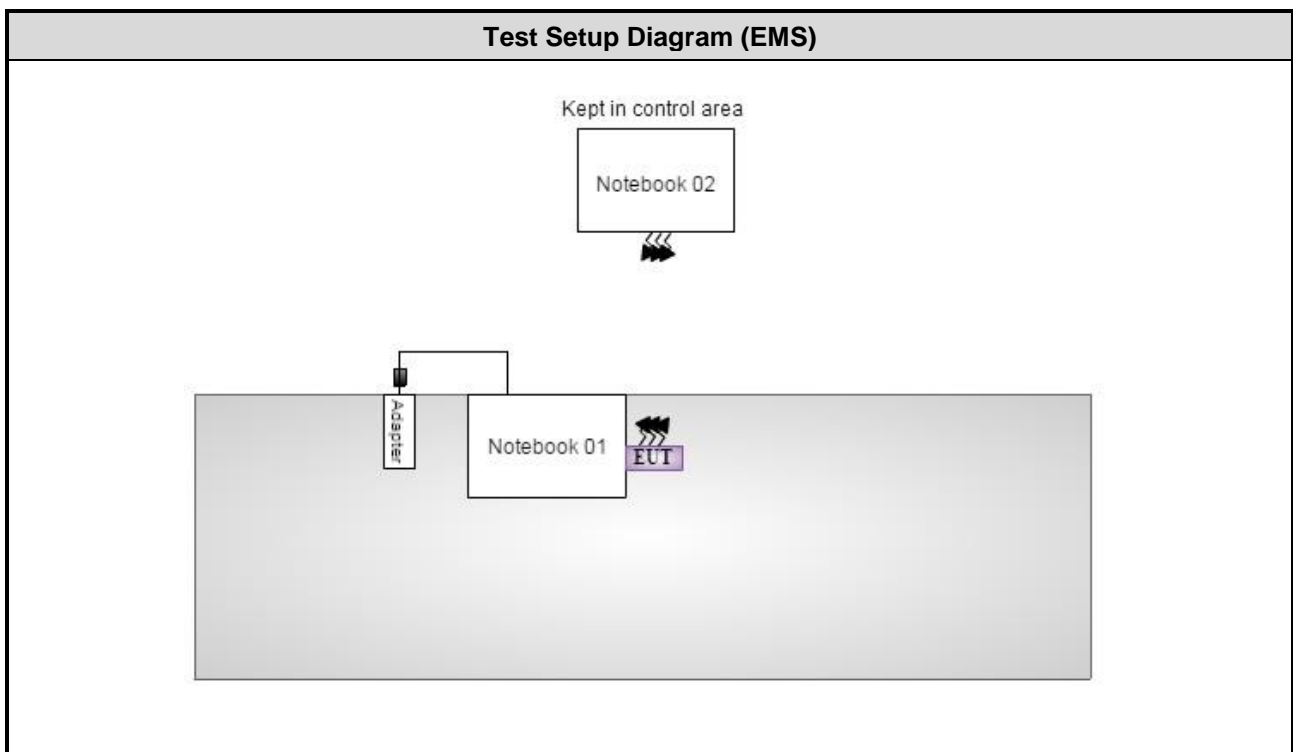 Test Setup Diagram (EMS)
Kept in control area
Notebook 02
Adapter
Notebook 01
EUT